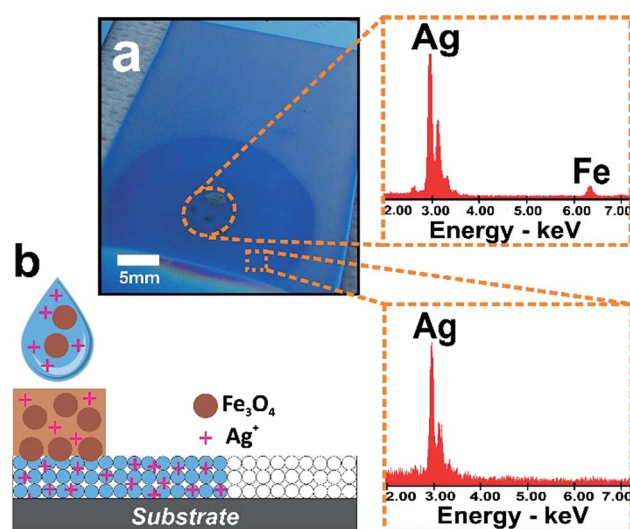 a
5mm
Ag
Fe
2.00 3.00 4.00 5.00 6.00 7.00
Energy - keV
b
Fe₃O₄
+ Ag⁺
Substrate
Ag
2.00 3.00 4.00 5.00 6.00 7.00
Energy - keV